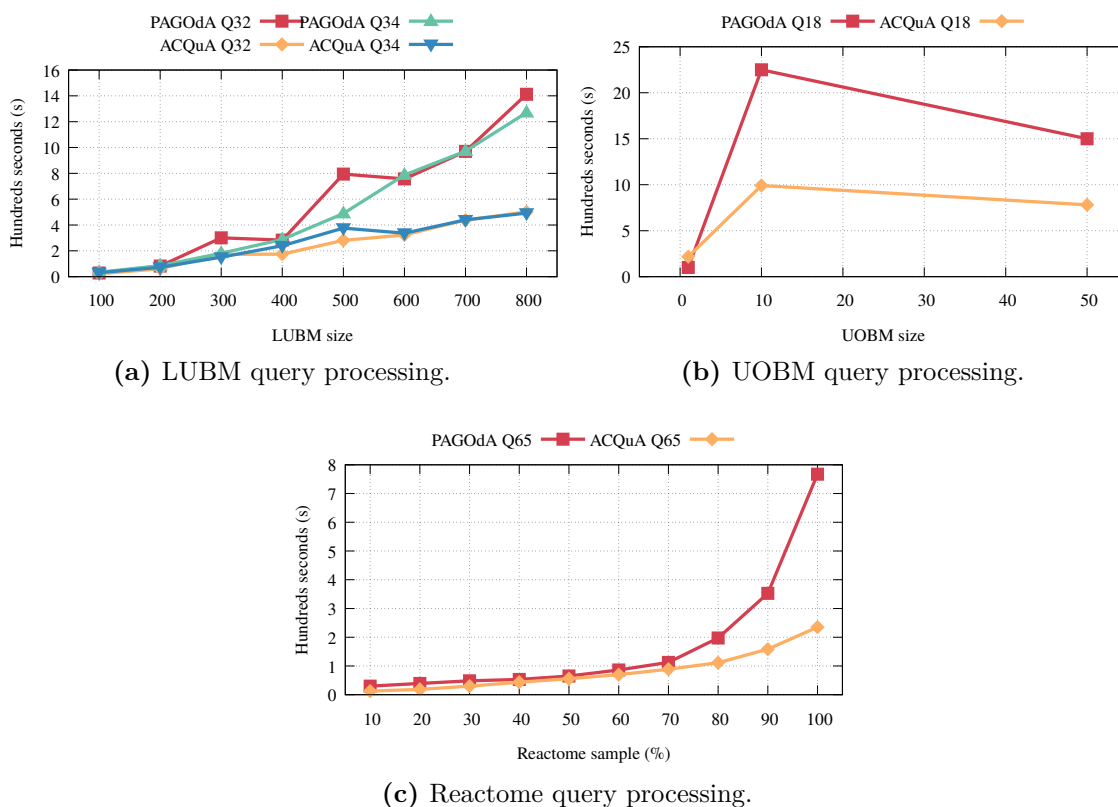 PAGOdA Q32 PAGOdA Q34
ACQuA Q32 ACQuA Q34
16
14
12
10
8
6
4
2
0
Hundreds seconds (s)
100 200 300 400 500 600 700 800
LUBM size
(a) LUBM query processing.
PAGOdA Q18 ACQuA Q18
25
20
15
10
5
0
Hundreds seconds (s)
0 10 20 30 40 50
UOBM size
(b) UOBM query processing.
PAGOdA Q65 ACQuA Q65
8
7
6
5
4
3
2
1
0
Hundreds seconds (s)
10 20 30 40 50 60 70 80 90 100
Reactome sample (%)
(c) Reactome query processing.